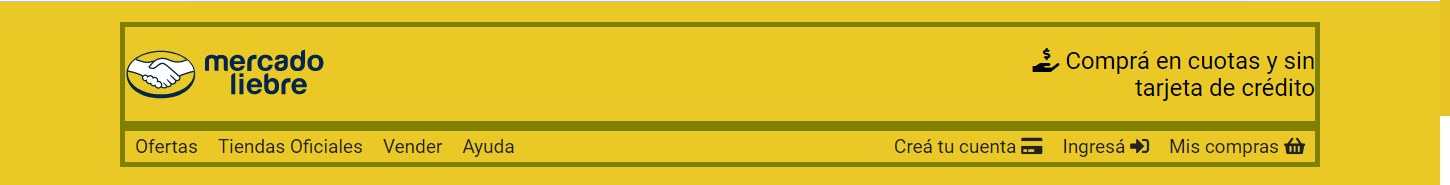 mercado
liebre
Comprá en cuotas y sin
tarjeta de crédito
Ofertas Tiendas Oficiales Vender Ayuda Creá tu cuenta Ingresá Mis compras